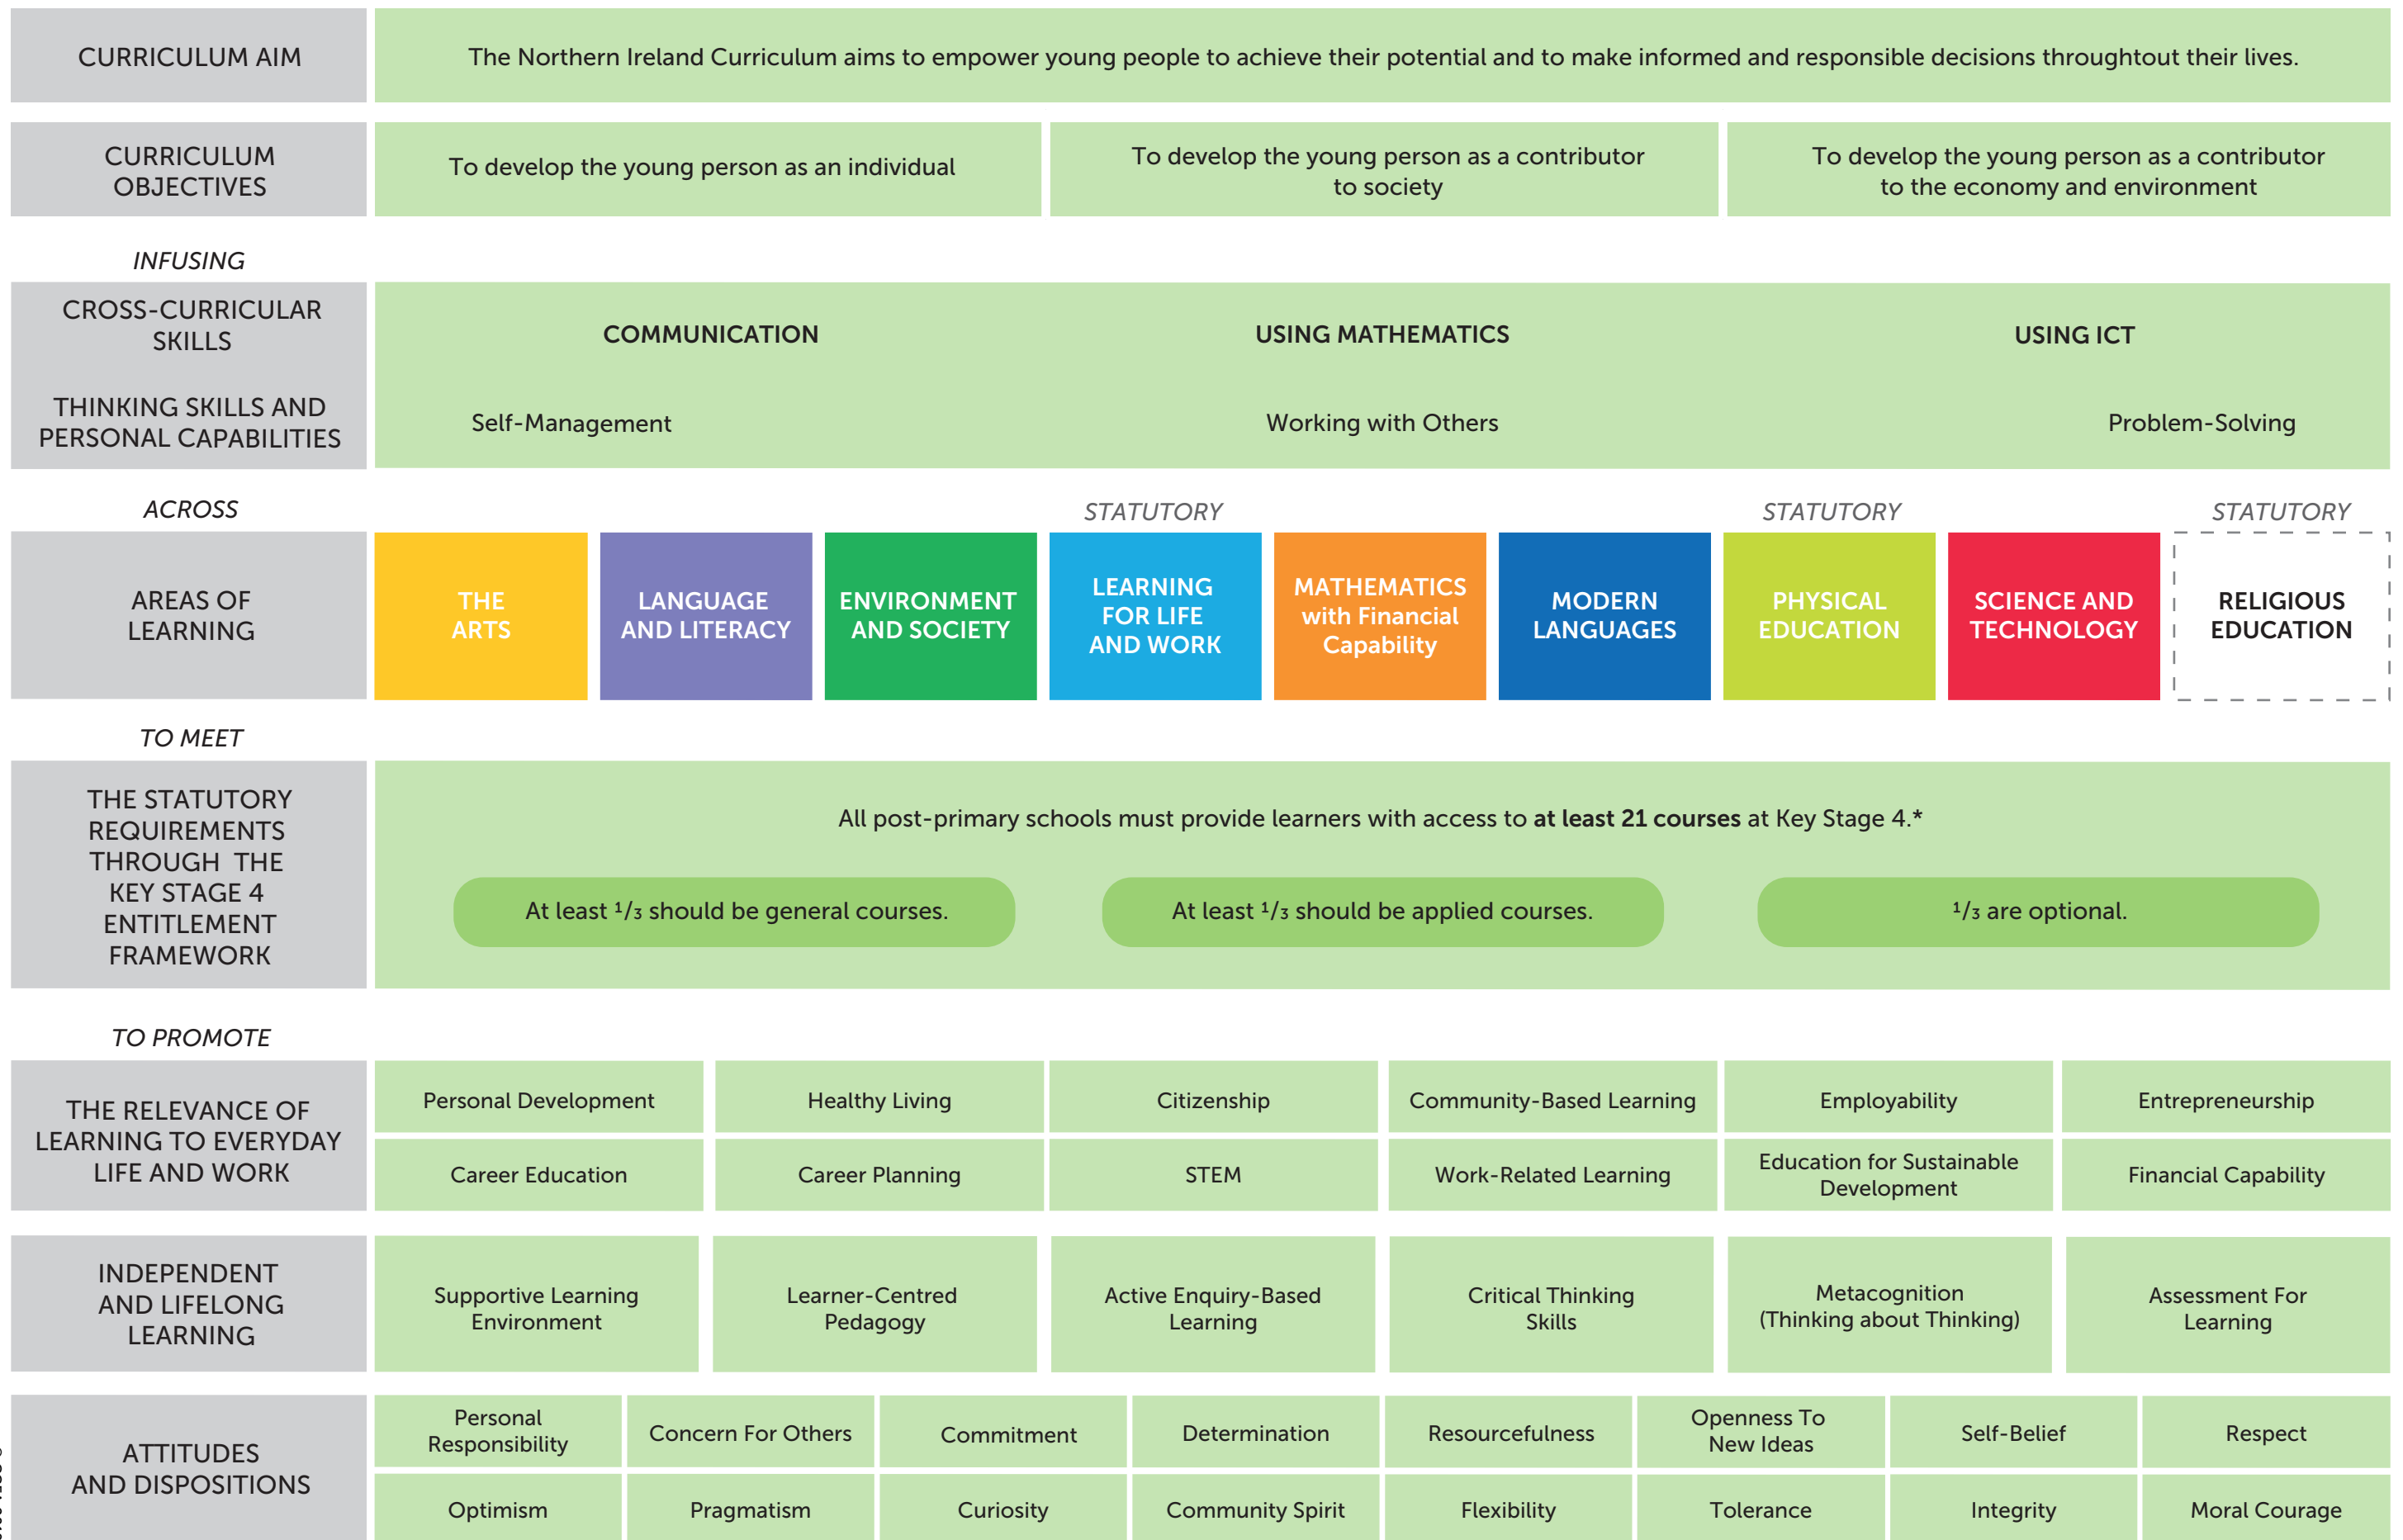 CURRICULUM AIM
The Northern Ireland Curriculum aims to empower young people to achieve their potential and to make informed and responsible decisions throughtout their lives.
CURRICULUM
OBJECTIVES
To develop the young person as an individual
To develop the young person as a contributor
to society
To develop the young person as a contributor
to the economy and environment
INFUSING
CROSS-CURRICULAR
SKILLS
COMMUNICATION
USING MATHEMATICS
USING ICT
THINKING SKILLS AND
PERSONAL CAPABILITIES
Self-Management
Working with Others
Problem-Solving
ACROSS
STATUTORY
STATUTORY
STATUTORY
AREAS OF
LEARNING
THE
ARTS
LANGUAGE
AND LITERACY
ENVIRONMENT
AND SOCIETY
LEARNING
FOR LIFE
AND WORK
MATHEMATICS
with Financial
Capability
MODERN
LANGUAGES
PHYSICAL
EDUCATION
SCIENCE AND
TECHNOLOGY
RELIGIOUS
EDUCATION
TO MEET
THE STATUTORY
REQUIREMENTS
THROUGH THE
KEY STAGE 4
ENTITLEMENT
FRAMEWORK
All post-primary schools must provide learners with access to at least 21 courses at Key Stage 4.*
At least 1/3 should be general courses.
At least 1/3 should be applied courses.
1/3 are optional.
TO PROMOTE
THE RELEVANCE OF
LEARNING TO EVERYDAY
LIFE AND WORK
Personal Development
Healthy Living
Citizenship
Community-Based Learning
Employability
Entrepreneurship
Career Education
Career Planning
STEM
Work-Related Learning
Education for Sustainable
Development
Financial Capability
INDEPENDENT
AND LIFELONG
LEARNING
Supportive Learning
Environment
Learner-Centred
Pedagogy
Active Enquiry-Based
Learning
Critical Thinking
Skills
Metacognition
(Thinking about Thinking)
Assessment For
Learning
ATTITUDES
AND DISPOSITIONS
Personal
Responsibility
Concern For Others
Commitment
Determination
Resourcefulness
Openness To
New Ideas
Self-Belief
Respect
Optimism
Pragmatism
Curiosity
Community Spirit
Flexibility
Tolerance
Integrity
Moral Courage